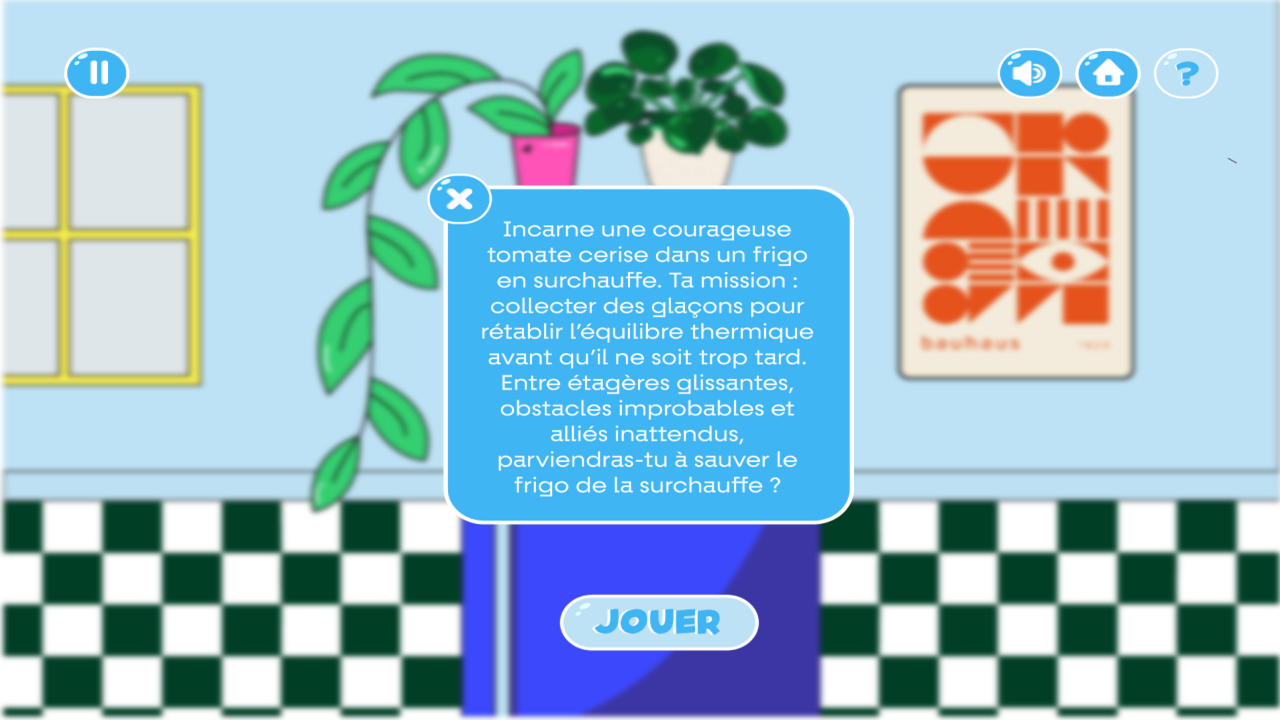 Incarne une courageuse
tomate cerise dans un frigo
en surchauffe. Ta mission :
collecter des glaçons pour
rétablir l’équilibre thermique
avant qu’il ne soit trop tard.
Entre étagères glissantes,
obstacles improbables et
alliés inattendus,
parviendras-tu à sauver le
frigo de la surchauffe ?
?
bauhaus
JOUER